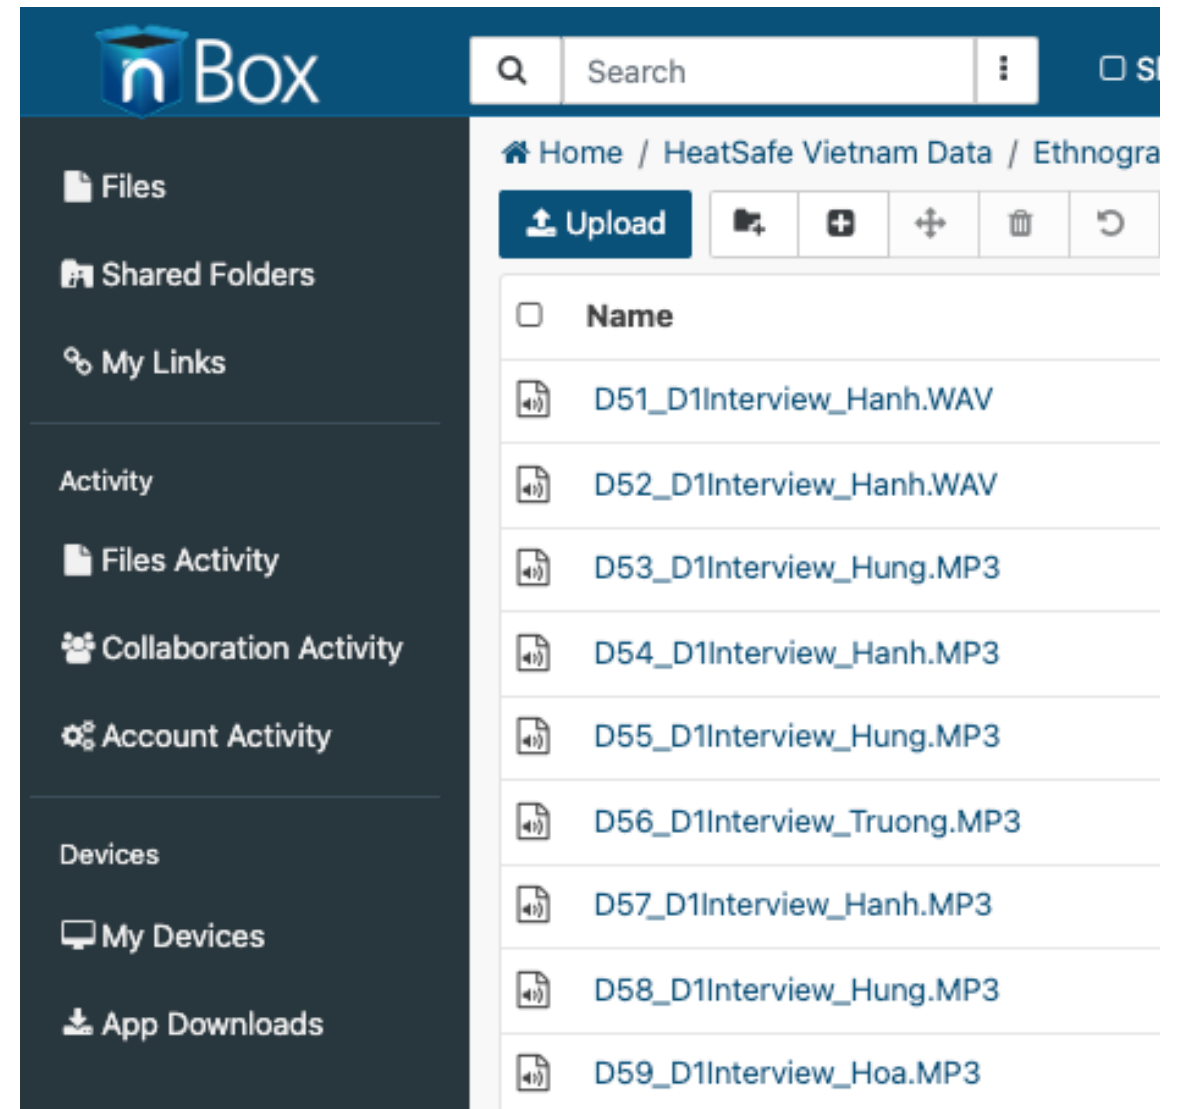 n Box
Search
Home / HeatSafe Vietnam Data / Ethnogra
Upload
Files
Shared Folders
My Links
Activity
Files Activity
Collaboration Activity
Account Activity
Devices
My Devices
App Downloads
Name
D51_D1Interview_Hanh.WAV
D52_D1Interview_Hanh.WAV
D53_D1Interview_Hung.MP3
D54_D1Interview_Hanh.MP3
D55_D1Interview_Hung.MP3
D56_D1Interview_Truong.MP3
D57_D1Interview_Hanh.MP3
D58_D1Interview_Hung.MP3
D59_D1Interview_Hoa.MP3